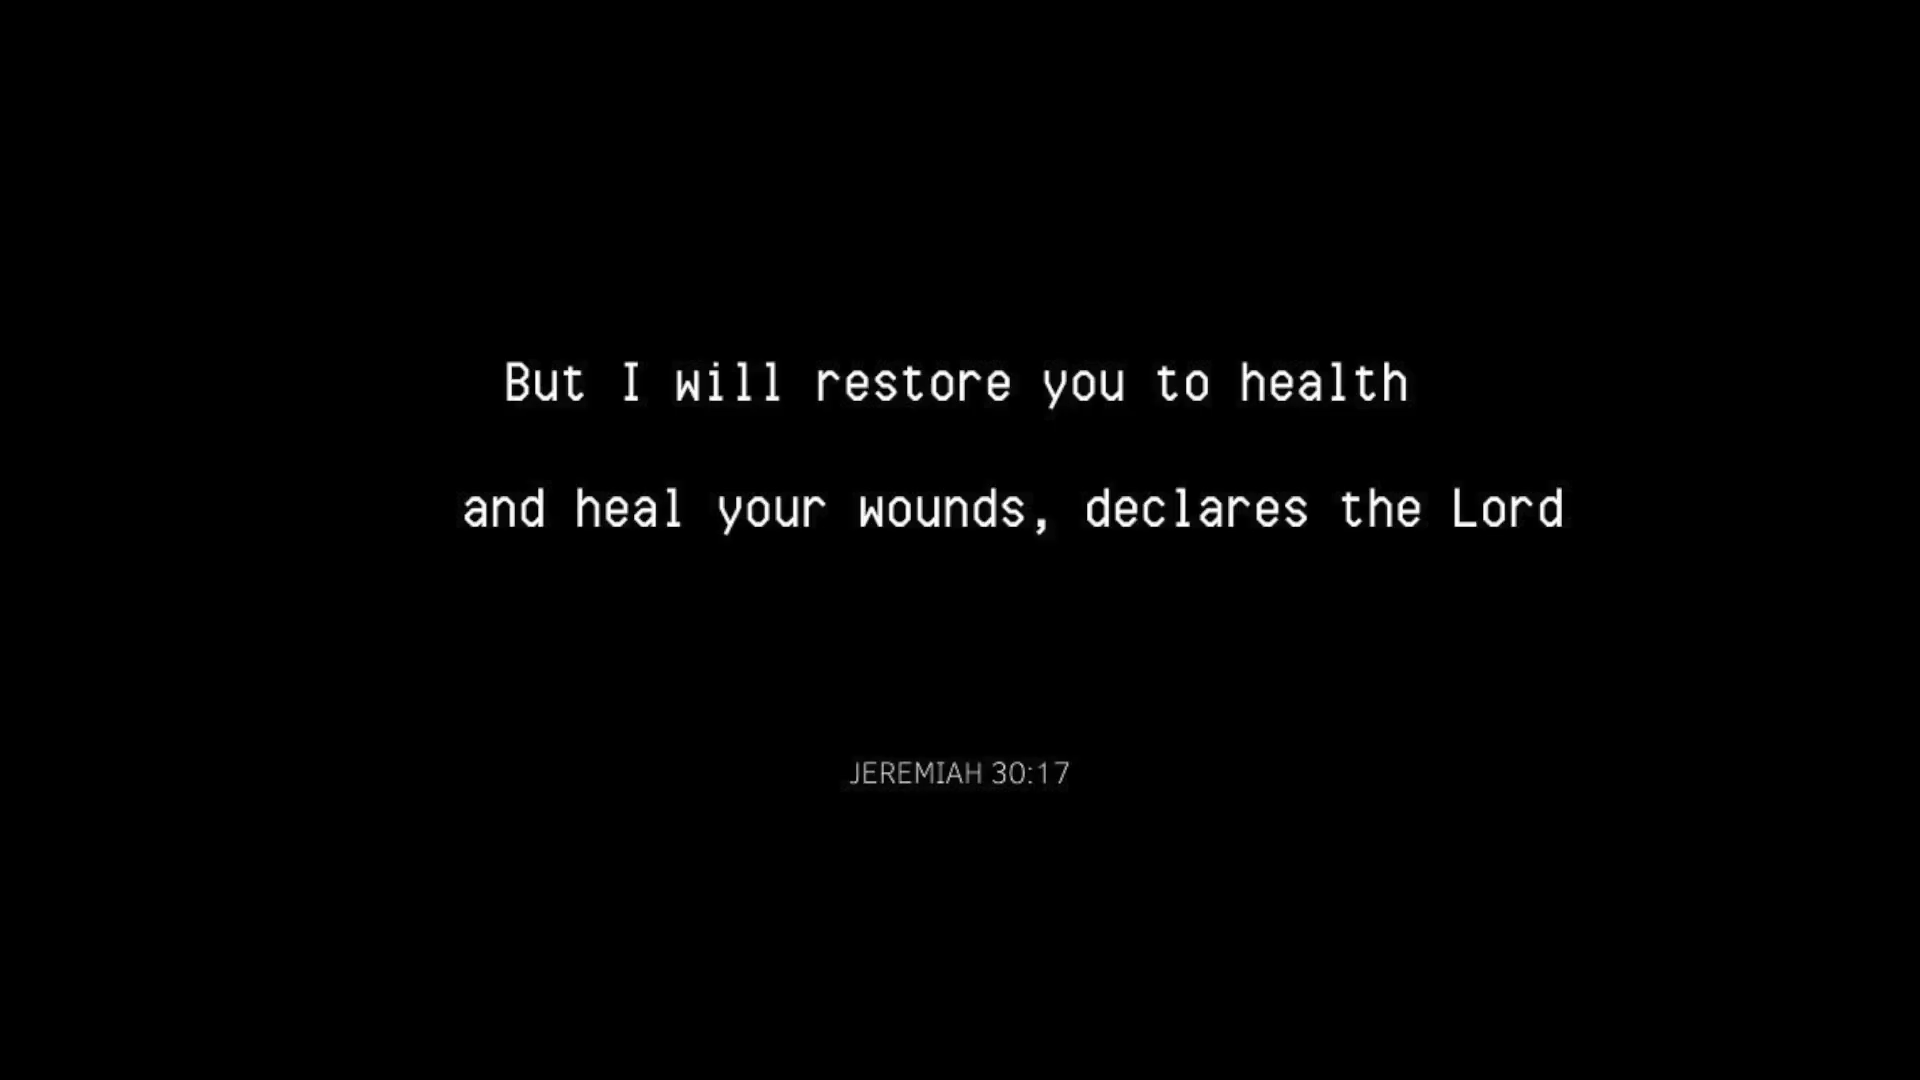 But I will restore you to health
and heal your wounds, declares the Lord
JEREMIAH 30:17